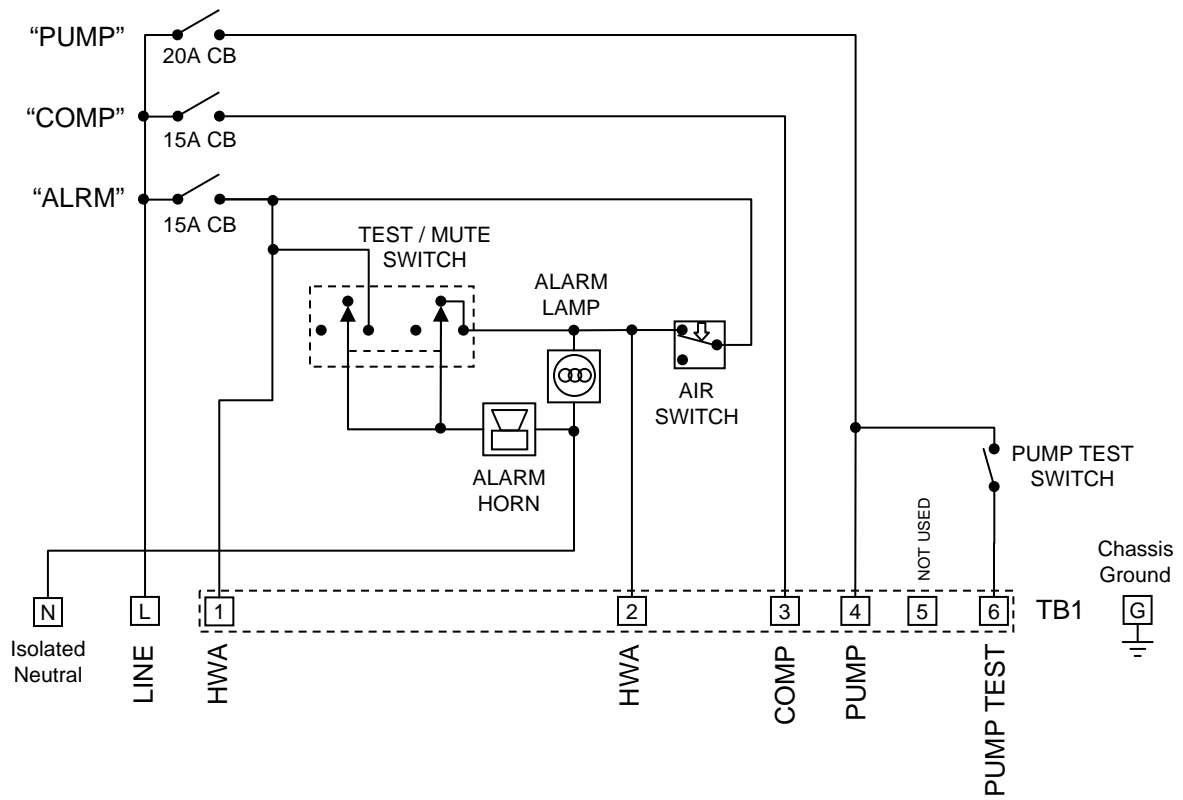 “PUMP”
20A CB
“COMP”
15A CB
“ALRM”
15A CB
TEST / MUTE
SWITCH
ALARM
LAMP
AIR
SWITCH
ALARM
HORN
PUMP TEST
SWITCH
NOT USED
Chassis
Ground
N
L
1
2
3
4
5
6
TB1
G
Isolated
Neutral
LINE
HWA
HWA
COMP
PUMP
PUMP TEST